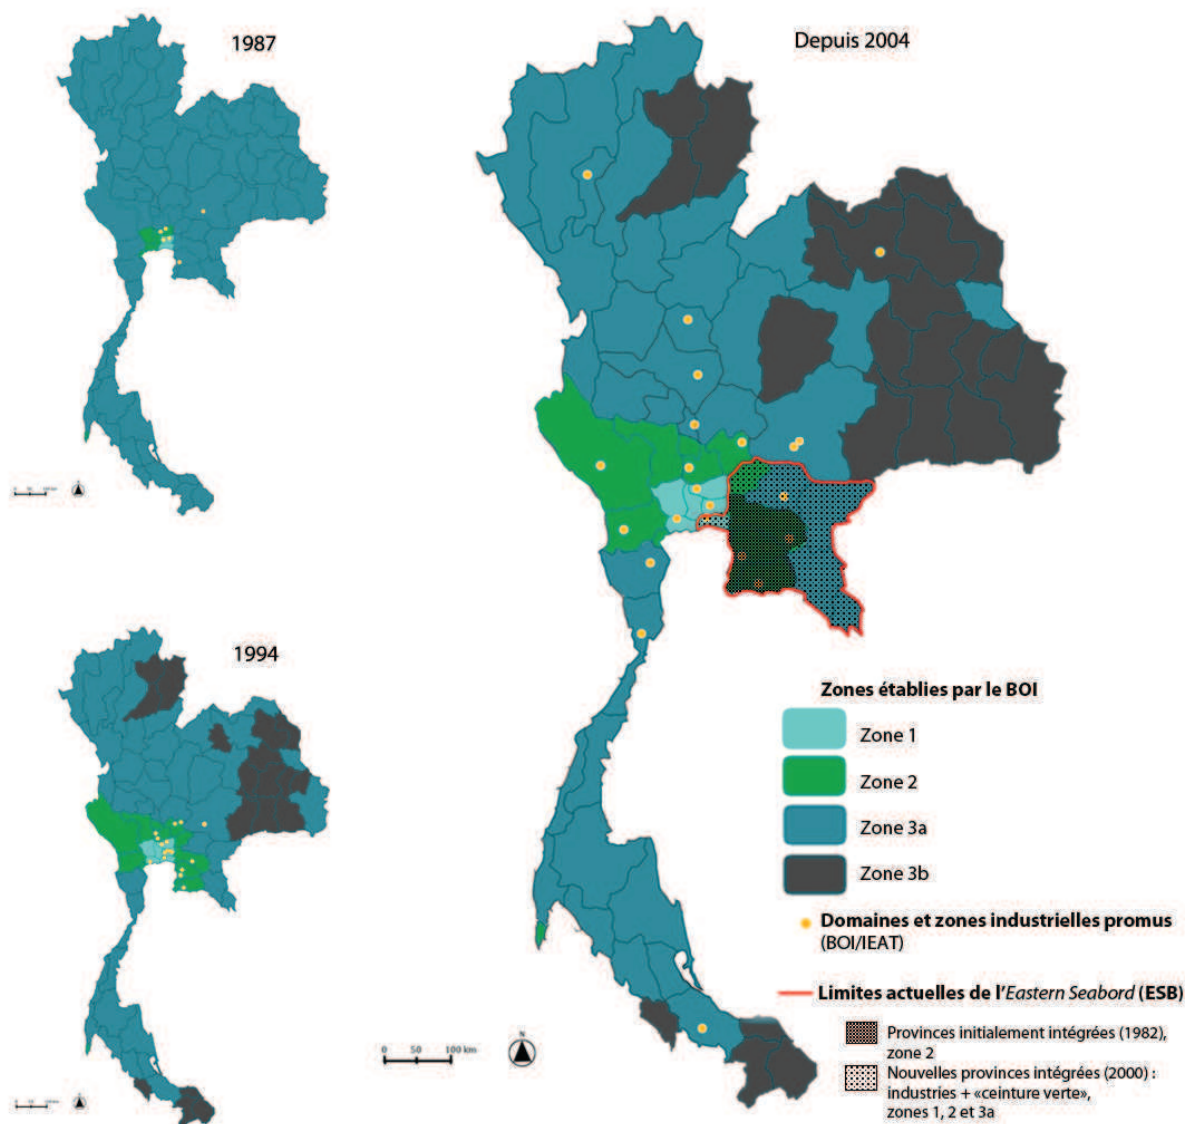 1987
Depuis 2004
1994
Zones établies par le BOI
Zone 1
Zone 2
Zone 3a
Zone 3b
Domaines et zones industrielles promus
(BOI/IEAT)
Limites actuelles de l'Eastern Seabord (ESB)
Provinces initialement intégrées (1982),
zone 2
Nouvelles provinces intégrées (2000) :
industries + «ceinture verte»,
zones 1, 2 et 3a
0 50 100 km
N